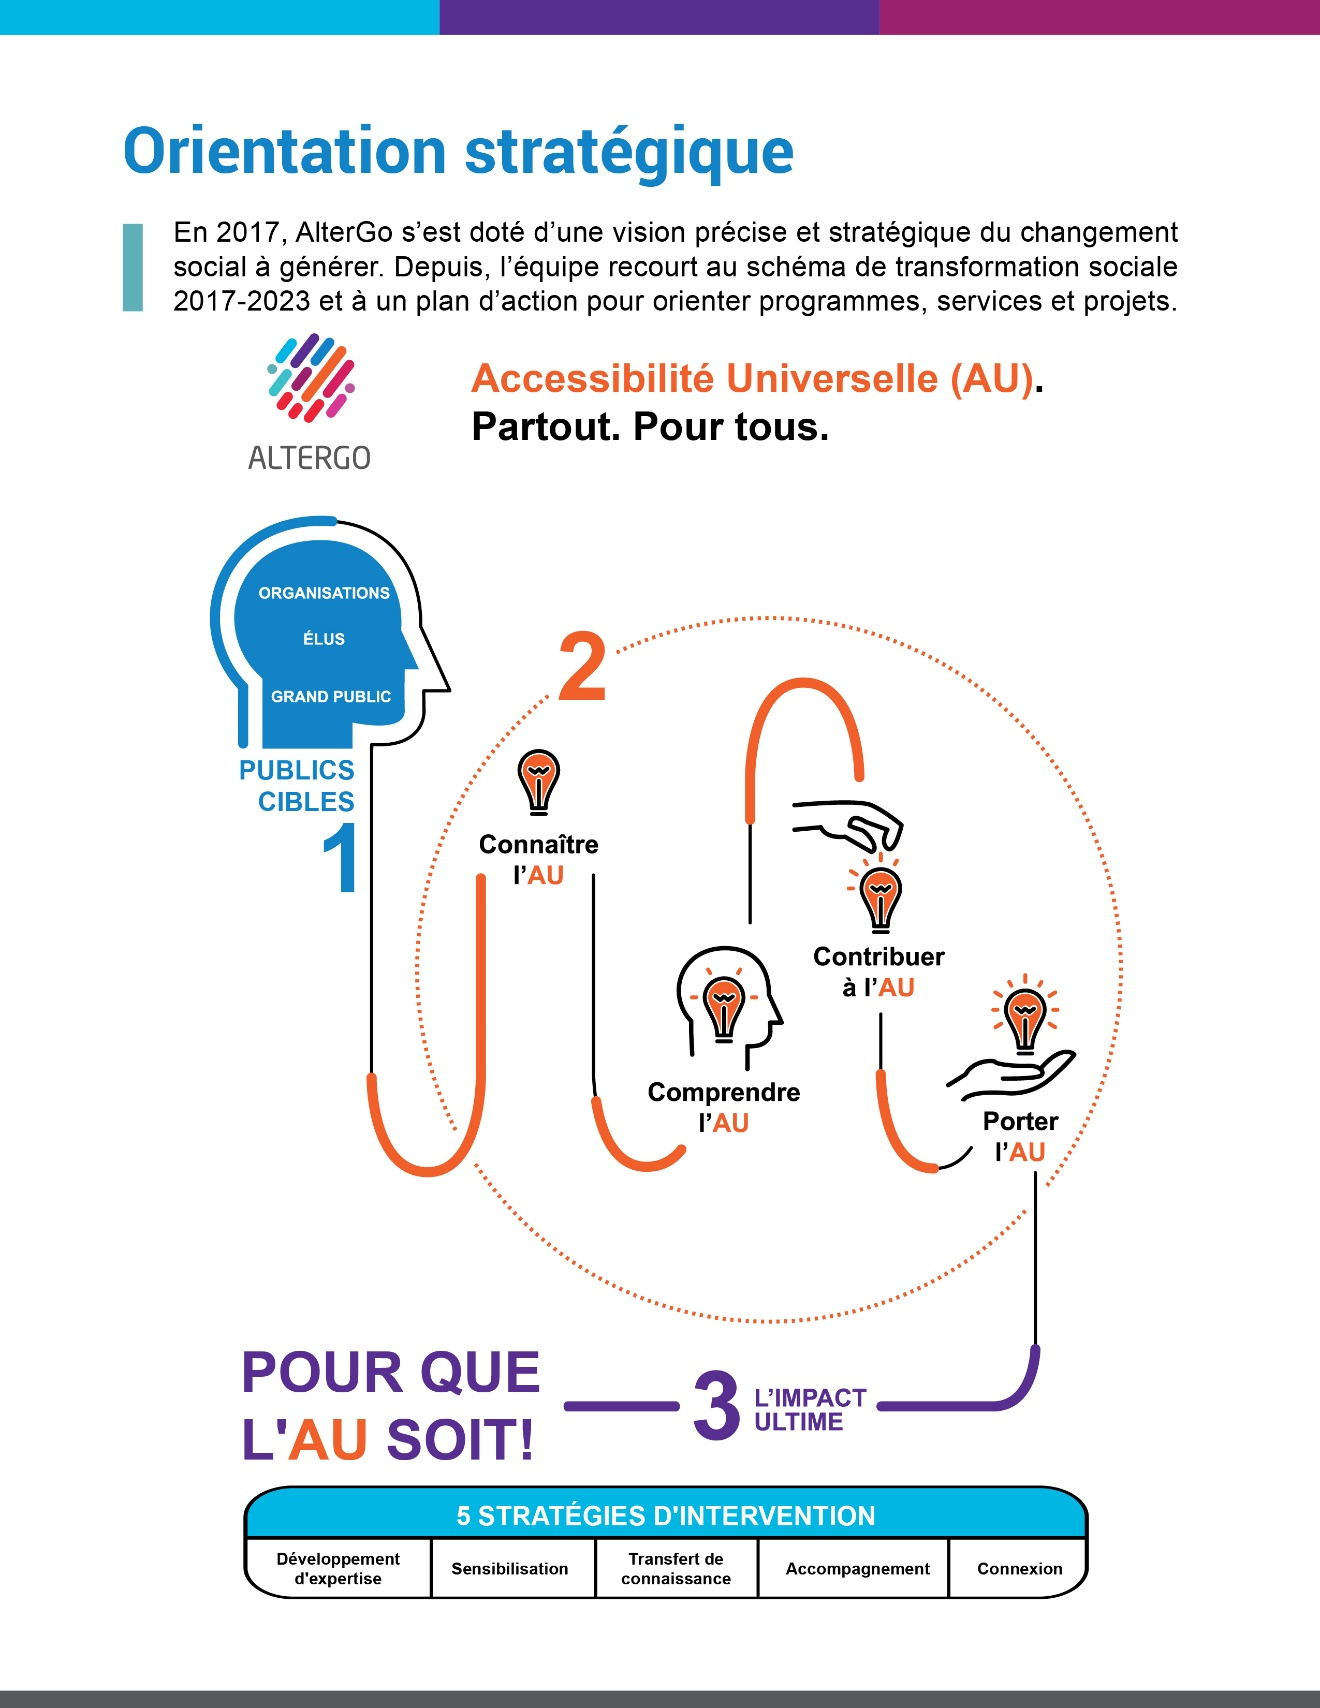 Orientation stratégique
En 2017, AlterGo s’est doté d’une vision précise et stratégique du changement
social à générer. Depuis, l’équipe recourt au schéma de transformation sociale
2017-2023 et à un plan d’action pour orienter programmes, services et projets.
ALTERGO
Accessibilité Universelle (AU).
Partout. Pour tous.
ORGANISATIONS
ÉLUS
GRAND PUBLIC
PUBLICS
CIBLES
1
2
Connaître
l’AU
Comprendre
l’AU
Contribuer
à l’AU
Porter
l’AU
3
L’IMPACT
ULTIME
POUR QUE
L'AU SOIT!
5 STRATÉGIES D'INTERVENTION
Développement
d'expertise
Sensibilisation
Transfert de
connaissance
Accompagnement
Connexion